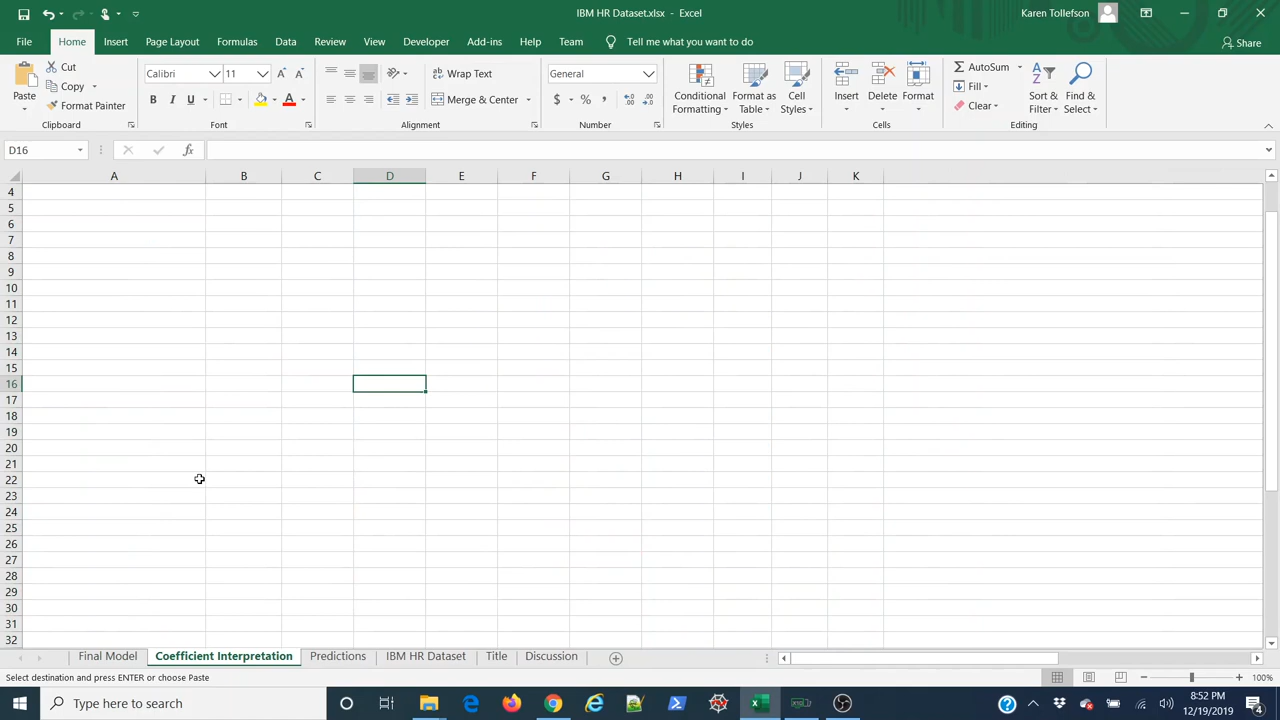 IBM HR Dataset.xlsx - Excel
Karen Tollefson
File Home Insert Page Layout Formulas Data Review View Developer Add-ins Help Team Tell me what you want to do Share
Paste
Cut
Copy
Format Painter
Clipboard
Calibri 11 A A
B I U A
Font
Wrap Text
Merge & Center
Alignment
General
$ % ,
Number
Conditional Formatting
Format as Table
Cell Styles
Styles
Insert
Delete
Format
Cells
AutoSum
Fill
Clear
Sort & Filter
Find & Select
Editing
D16 fx
A B C D E F G H I J K
4
5
6
7
8
9
10
11
12
13
14
15
16
17
18
19
20
21
22
23
24
25
26
27
28
29
30
31
32
Final Model Coefficient Interpretation Predictions IBM HR Dataset Title Discussion
Select destination and press ENTER or choose Paste
100%
Type here to search
8:52 PM
12/19/2019
4